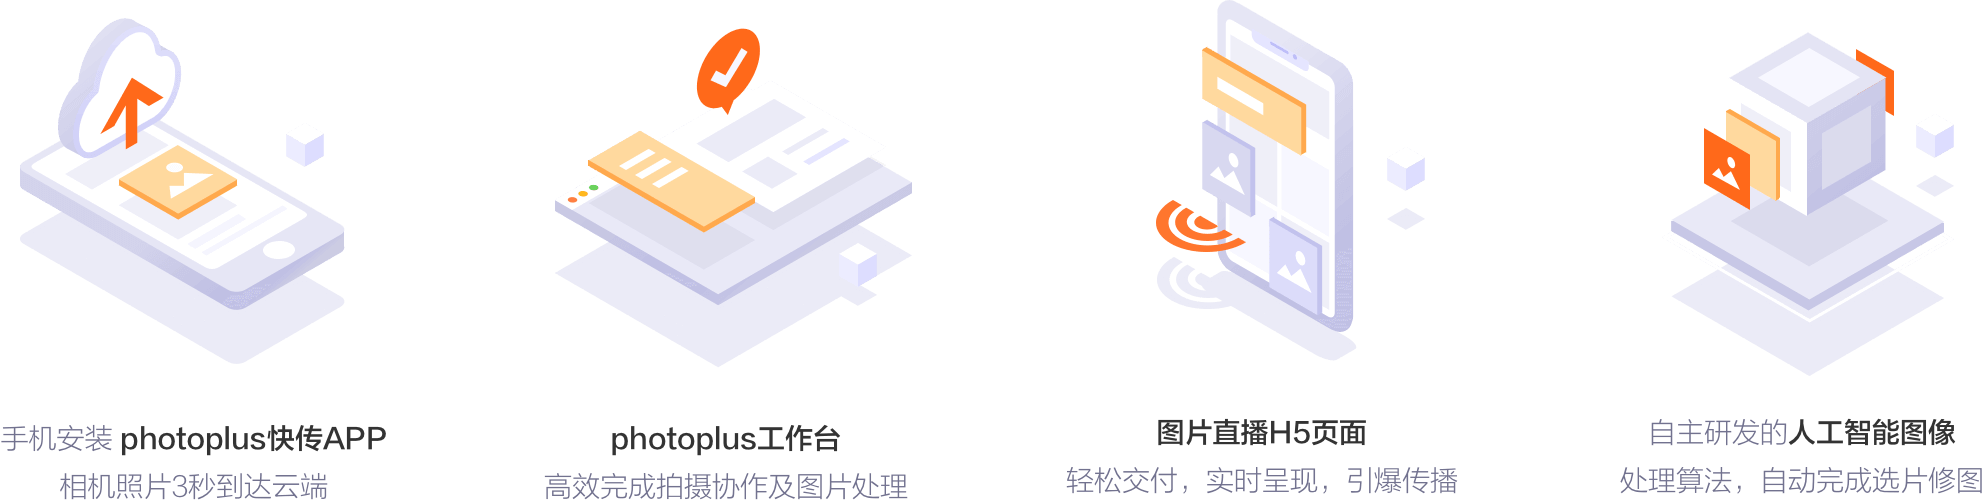 手机安装 photoplus快传APP
相机照片3秒到达云端
photoplus工作台
高效完成拍摄协作及图片处理
图片直播H5页面
轻松交付，实时呈现，引爆传播
自主研发的人工智能图像
处理算法，自动完成选片修图